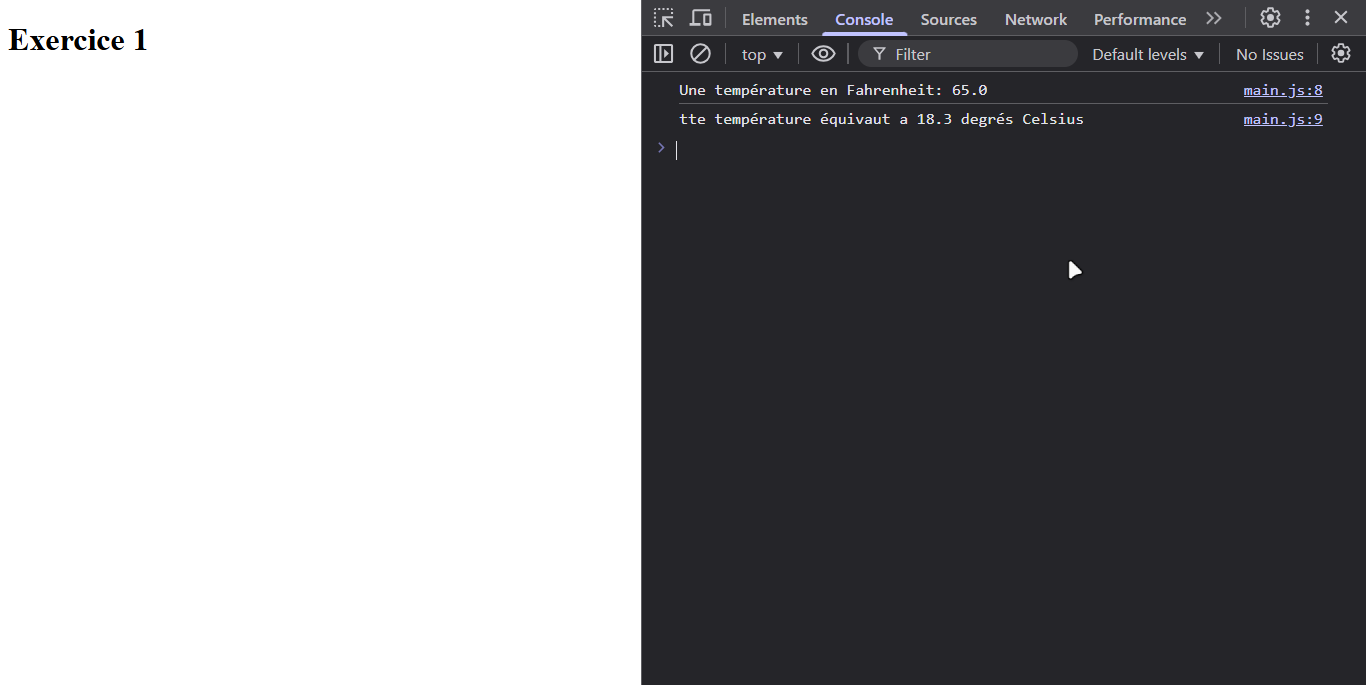 Exercice 1
Elements Console Sources Network Performance
top Filter Default levels No Issues
Une température en Fahrenheit: 65.0 main.js:8
tte température équivaut a 18.3 degrés Celsius main.js:9